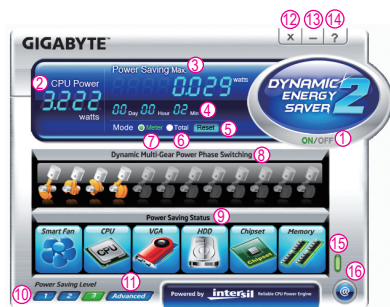 12 13 14
X – ?
GIGABYTE™
3
Power Saving Max.
2 CPU Power
0.029 watts
3.222
watts
00 Day 00 Hour 02 Min 4
Mode Meter Total Reset 5
7 6
DYNAMIC
ENERGY
SAVER 2
ON/OFF 1
Dynamic Multi-Gear Power Phase Switching 8
Power Saving Status 9
Smart Fan CPU VGA HDD Chipset Memory
CPU
Chipset
15
11
Power Saving Level
16
10 1 2 3 Advanced
Powered by intersil Reliable CPU Power Engine
@